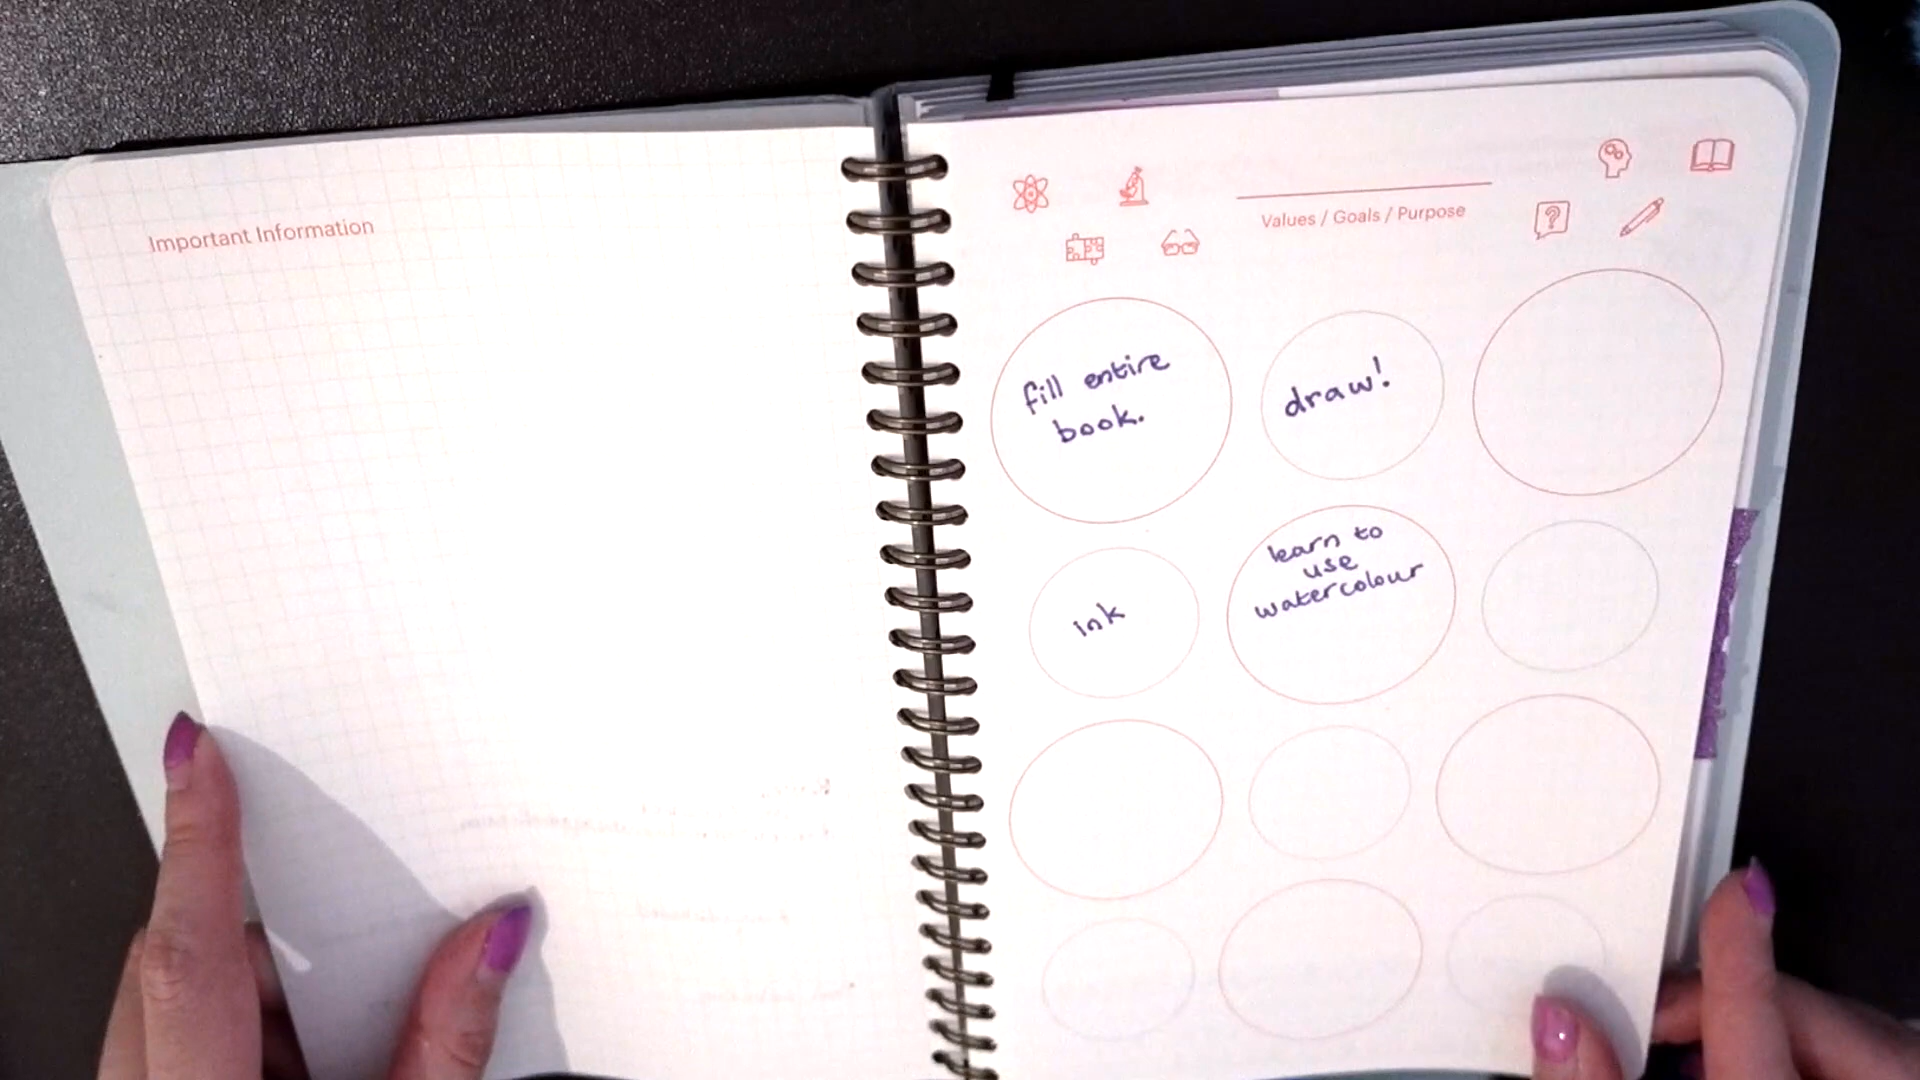 Important Information
Values / Goals / Purpose
fill entire
book.
draw!
ink
learn to
use
watercolour